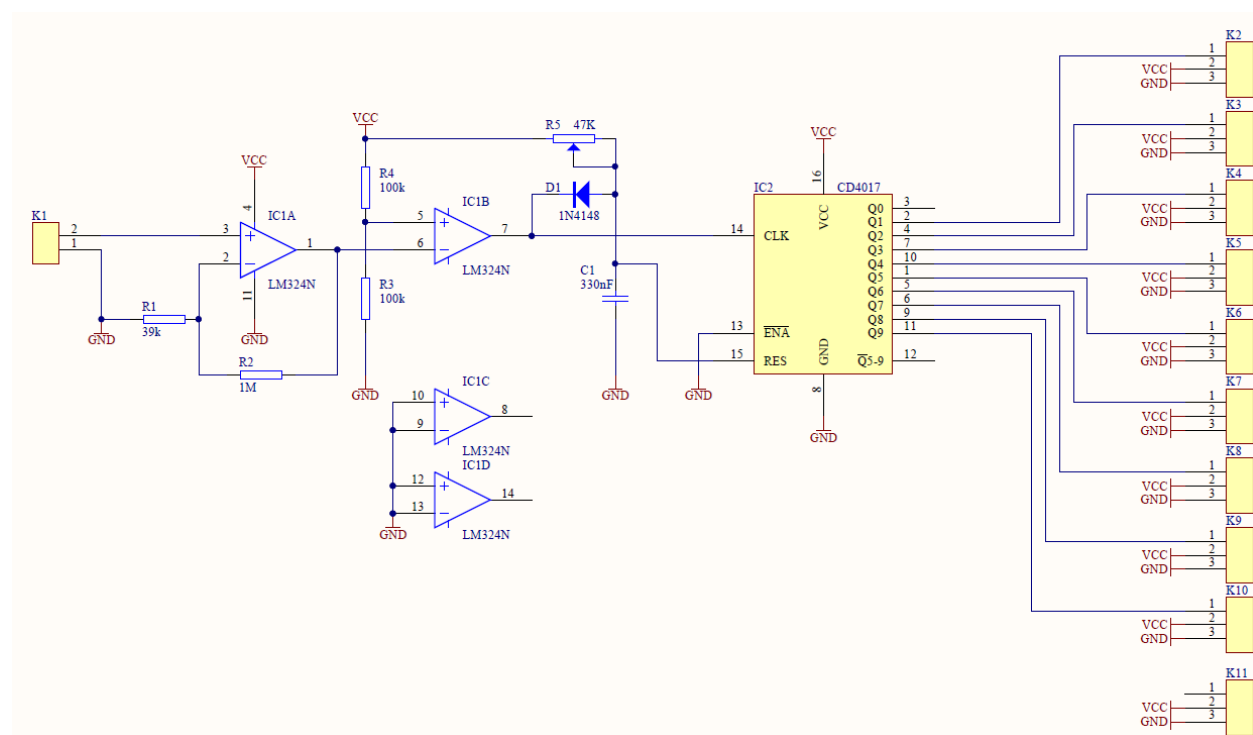 K1
2
1
GND
R1
39k
R2
1M
VCC
4
IC1A
3
2
1
11
LM324N
GND
VCC
R4
100k
R3
100k
GND
IC1B
5
6
7
LM324N
R5 47K
D1
1N4148
C1
330nF
GND
IC1C
10
9
8
LM324N
IC1D
12
13
14
LM324N
GND
VCC
16
IC2
CD4017
VCC
14 CLK
13 ENA
15 RES
GND
8
GND
GND
Q0 3
Q1 2
Q2 4
Q3 7
Q4 10
Q5 1
Q6 5
Q7 6
Q8 9
Q9 11
Q5-9 12
K2
1
VCC 2
GND 3
K3
1
VCC 2
GND 3
K4
1
VCC 2
GND 3
K5
1
VCC 2
GND 3
K6
1
VCC 2
GND 3
K7
1
VCC 2
GND 3
K8
1
VCC 2
GND 3
K9
1
VCC 2
GND 3
K10
1
VCC 2
GND 3
K11
1
VCC 2
GND 3